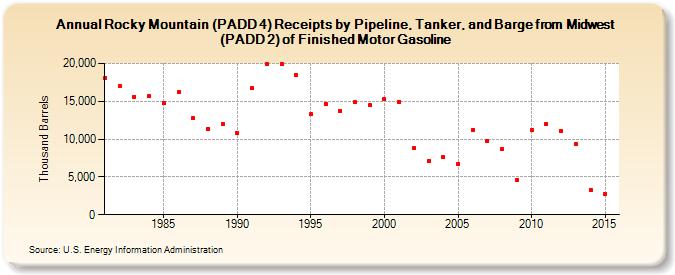 Annual Rocky Mountain (PADD 4) Receipts by Pipeline, Tanker, and Barge from Midwest
(PADD 2) of Finished Motor Gasoline
Thousand Barrels
20,000
15,000
10,000
5,000
0
1985 1990 1995 2000 2005 2010 2015
Source: U.S. Energy Information Administration